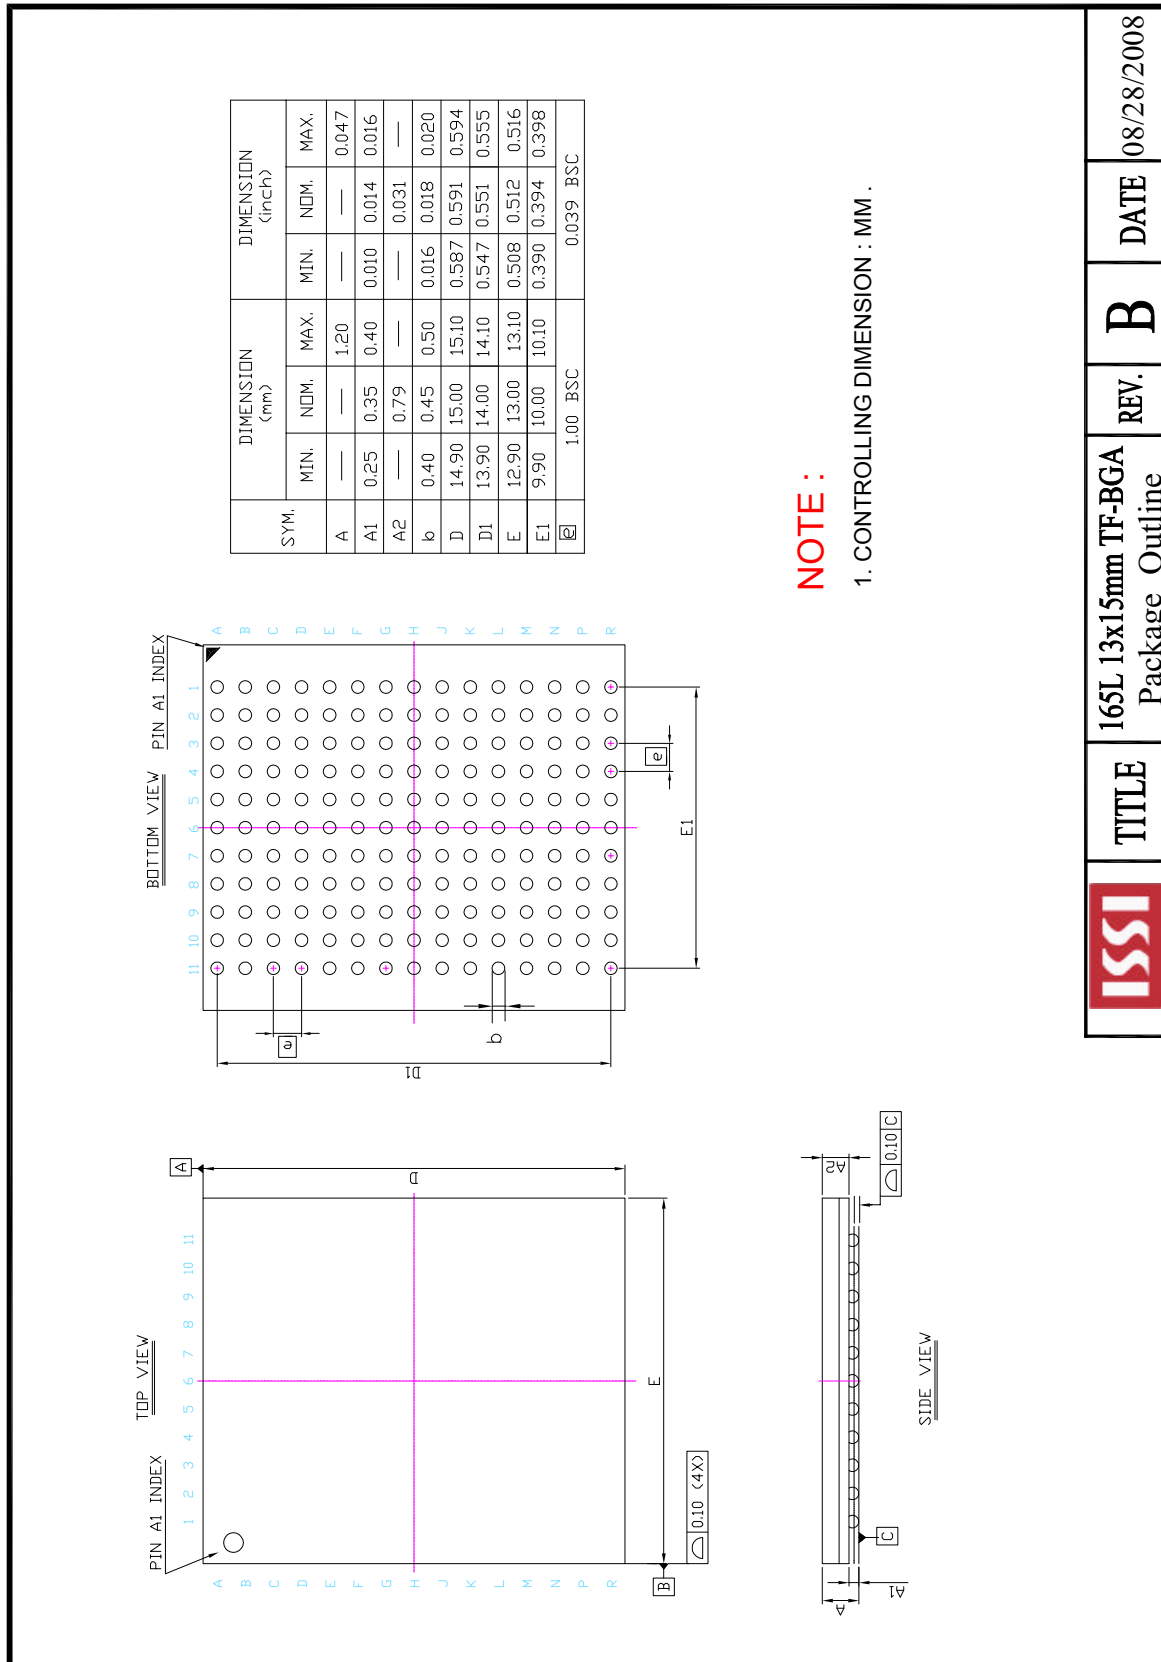 TOP VIEW
PIN A1 INDEX
1 2 3 4 5 6 7 8 9 10 11
A
B
C
D
E
F
G
H
J
K
L
M
N
P
R
A
D
E
B
0.10 (4X)
BOTTOM VIEW
PIN A1 INDEX
11 10 9 8 7 6 5 4 3 2 1
A
B
C
D
E
F
G
H
J
K
L
M
N
P
R
e
D1
b
e
E1
SYM. DIMENSION (mm) DIMENSION (inch)
MIN. NOM. MAX. MIN. NOM. MAX.
A — — 1.20 — — 0.047
A1 0.25 0.35 0.40 0.010 0.014 0.016
A2 — 0.79 — — 0.031 —
b 0.40 0.45 0.50 0.016 0.018 0.020
D 14.90 15.00 15.10 0.587 0.591 0.594
D1 13.90 14.00 14.10 0.547 0.551 0.555
E 12.90 13.00 13.10 0.508 0.512 0.516
E1 9.90 10.00 10.10 0.390 0.394 0.398
e 1.00 BSC 0.039 BSC
A
A1
A2
C
0.10 C
SIDE VIEW
NOTE :
1. CONTROLLING DIMENSION : MM .
ISSI
TITLE
165L 13x15mm TF-BGA
Package Outline
REV.
B
DATE
08/28/2008